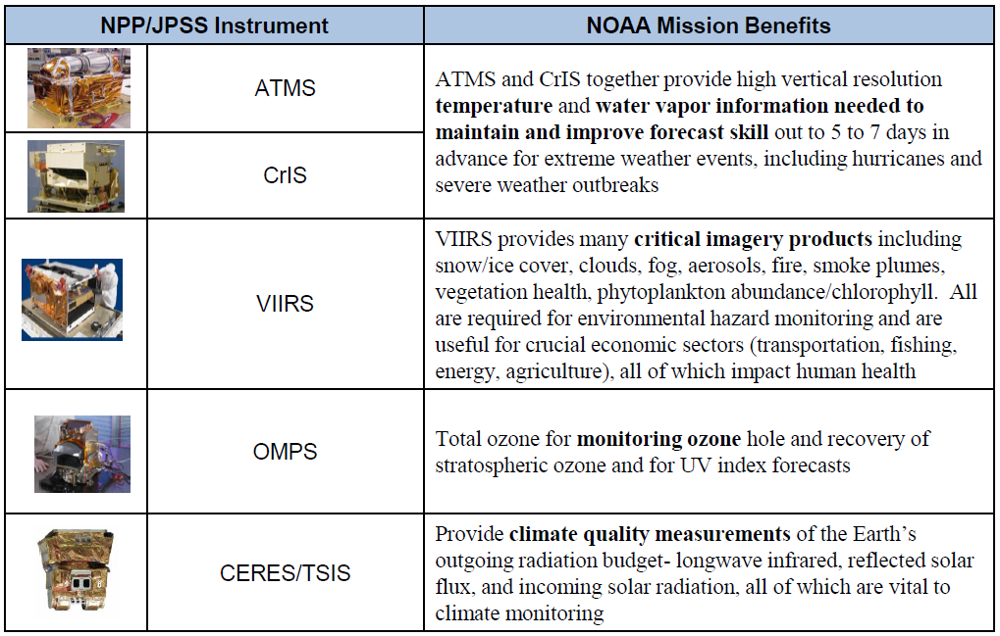 NPP/JPSS Instrument
NOAA Mission Benefits
ATMS
ATMS and CrIS together provide high vertical resolution
temperature and water vapor information needed to
maintain and improve forecast skill out to 5 to 7 days in
advance for extreme weather events, including hurricanes and
severe weather outbreaks
CrIS
VIIRS
VIIRS provides many critical imagery products including
snow/ice cover, clouds, fog, aerosols, fire, smoke plumes,
vegetation health, phytoplankton abundance/chlorophyll. All
are required for environmental hazard monitoring and are
useful for crucial economic sectors (transportation, fishing,
energy, agriculture), all of which impact human health
OMPS
Total ozone for monitoring ozone hole and recovery of
stratospheric ozone and for UV index forecasts
CERES/TSIS
Provide climate quality measurements of the Earth’s
outgoing radiation budget- longwave infrared, reflected solar
flux, and incoming solar radiation, all of which are vital to
climate monitoring